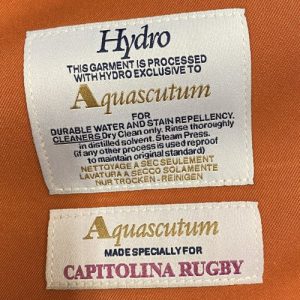 Hydro
THIS GARMENT IS PROCESSED
WITH HYDRO EXCLUSIVE TO
Aquascutum
FOR
DURABLE WATER AND STAIN REPELLENCY.
CLEANERS Dry Clean only. Rinse thoroughly
in distilled solvent. Steam Press.
(if any other process is used reproof
to maintain original standard)
NETTOYAGE A SEC SEULEMENT
LAVATURA A SECCO SOLAMENTE
NUR TROCKEN - REINIGEN
Aquascutum
MADE SPECIALLY FOR
CAPITOLINA RUGBY